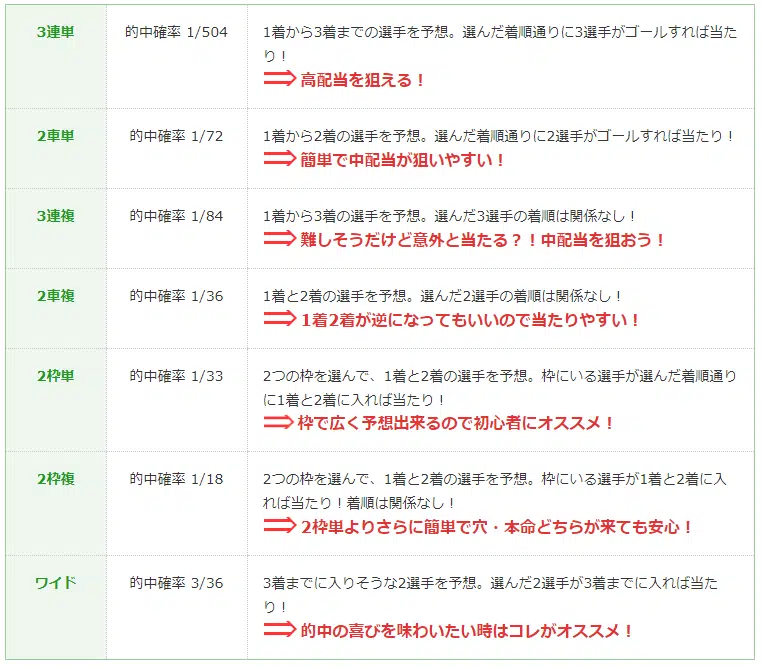 3連単
的中確率 1/504
1着から3着までの選手を予想。選んだ着順通りに3選手がゴールすれば当た
り！
⇒ 高配当を狙える！
2車単
的中確率 1/72
1着から2着の選手を予想。選んだ着順通りに2選手がゴールすれば当たり！
⇒ 簡単で中配当が狙いやすい！
3連複
的中確率 1/84
1着から3着の選手を予想。選んだ3選手の着順は関係なし！
⇒ 難しそうだけど意外と当たる？！中配当を狙おう！
2車複
的中確率 1/36
1着と2着の選手を予想。選んだ2選手の着順は関係なし！
⇒ 1着2着が逆になってもいいので当たりやすい！
2枠単
的中確率 1/33
2つの枠を選んで、1着と2着の選手を予想。枠にいる選手が選んだ着順通り
に1着と2着に入れば当たり！
⇒ 枠で広く予想出来るので初心者にオススメ！
2枠複
的中確率 1/18
2つの枠を選んで、1着と2着の選手を予想。枠にいる選手が1着と2着に入
れば当たり！着順は関係なし！
⇒ 2枠単よりさらに簡単で穴・本命どちらが来ても安心！
ワイド
的中確率 3/36
3着までに入りそうな2選手を予想。選んだ2選手が3着までに入れば当た
り！
⇒ 的中の喜びを味わいたい時はコレがオススメ！